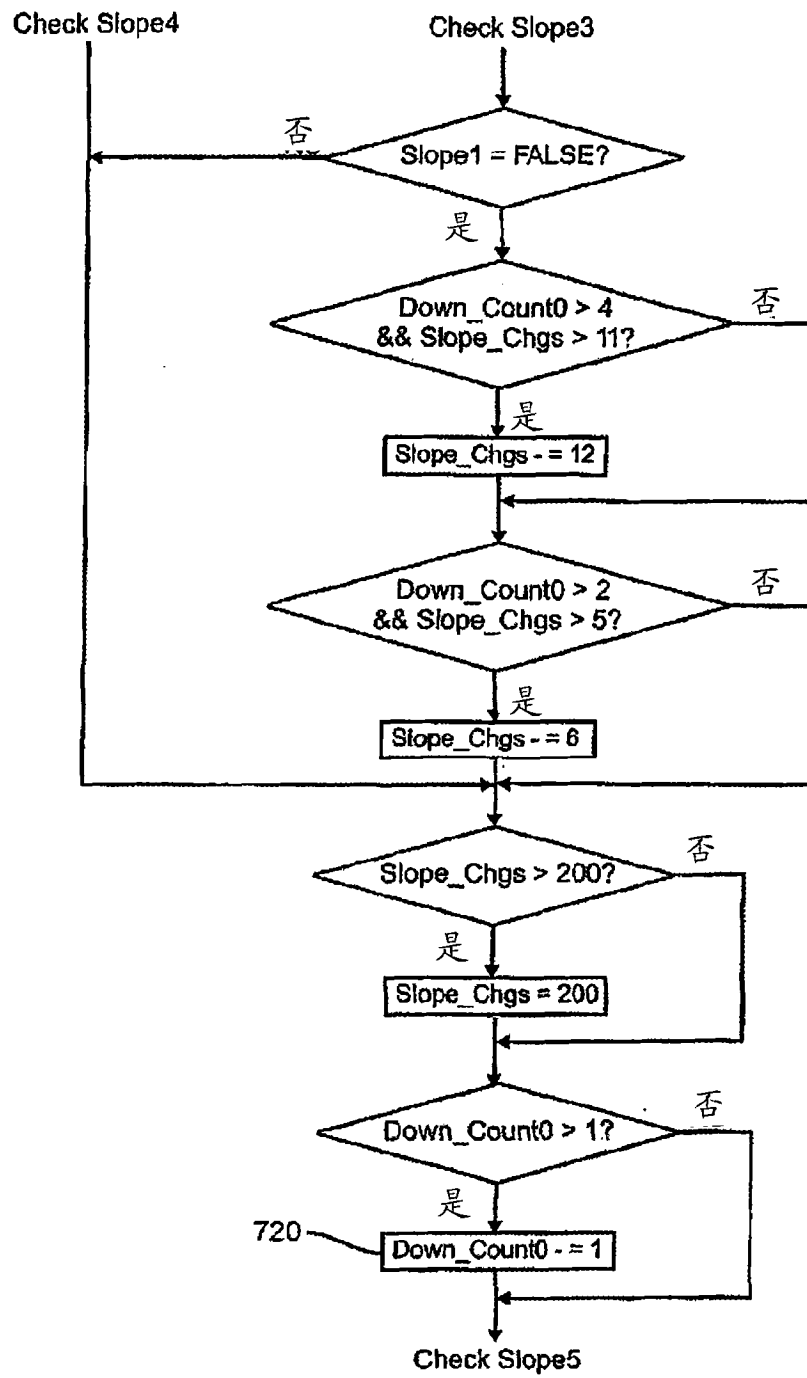 Check Slope4
Check Slope3
否
Slope1 = FALSE?
是
Down_Count0 > 4
&& Slope_Chgs > 11?
否
是
Slope_Chgs - = 12
Down_Count0 > 2
&& Slope_Chgs > 5?
否
是
Slope_Chgs - = 6
Slope_Chgs > 200?
否
是
Slope_Chgs = 200
Down_Count0 > 1?
否
是
720
Down_Count0 - = 1
Check Slope5